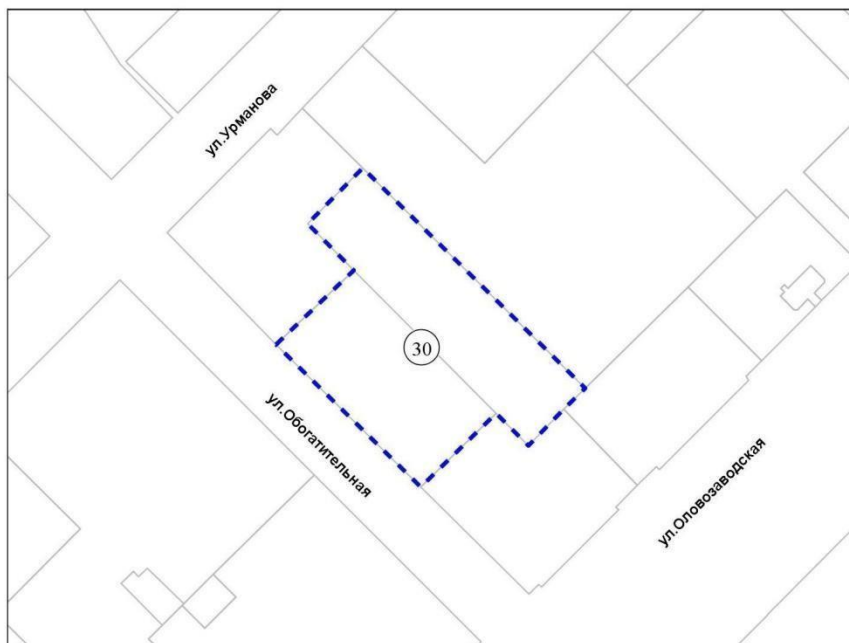 ул.Урманова
30
ул.Обогатительная
ул.Оловозаводская